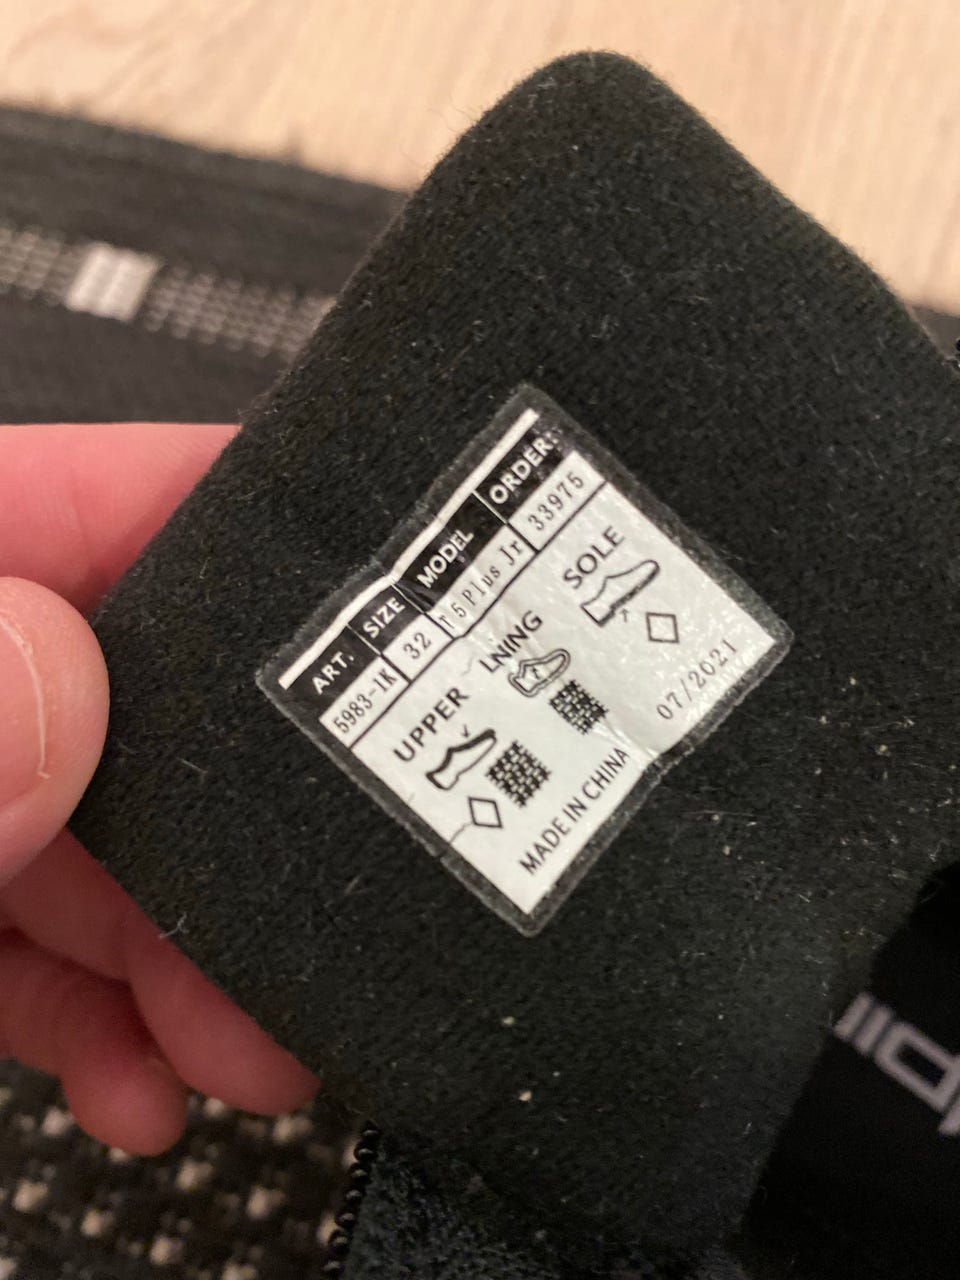 ART. SIZE MODEL ORDER:
5983-1K 32 T5 Plus Jr 33975
UPPER LNING SOLE
07/2021
MADE IN CHINA